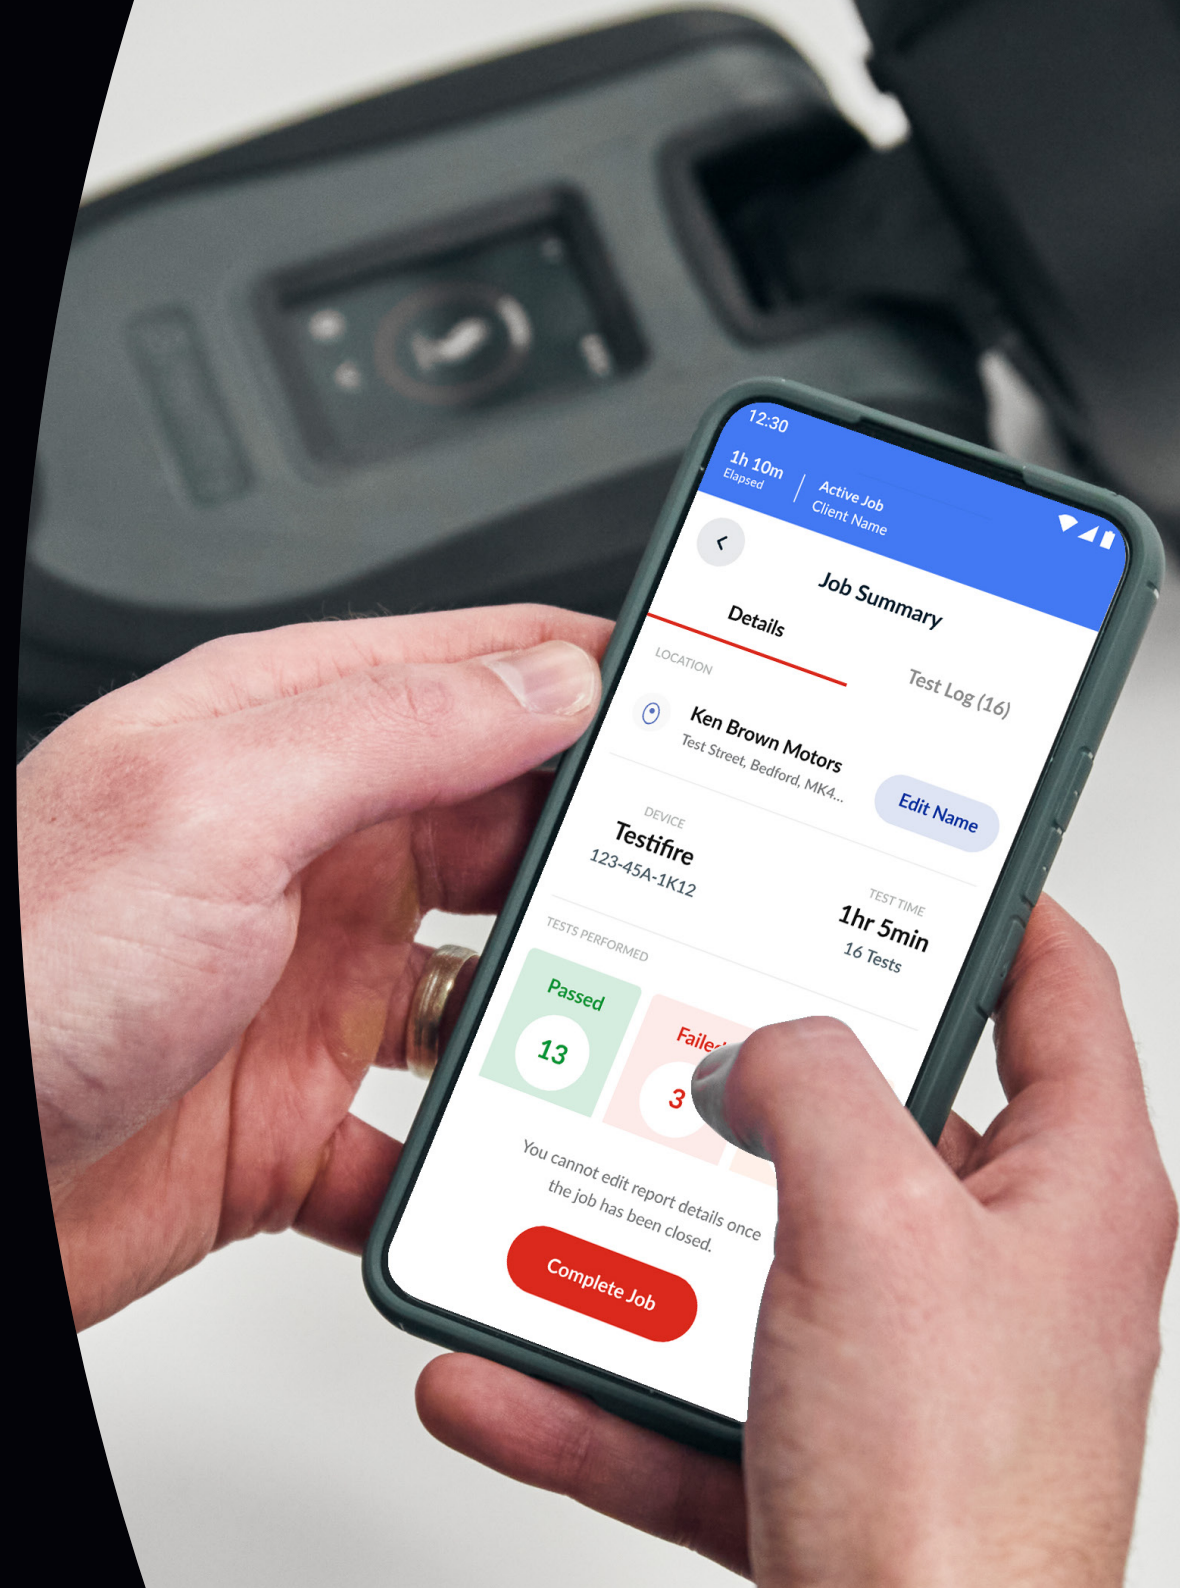 12:30
1h 10m
Elapsed
Active Job
Client Name
Job Summary
Details
Test Log (16)
LOCATION
Ken Brown Motors
Test Street, Bedford, MK4...
Edit Name
DEVICE
Testifire
123-45A-1K12
TEST TIME
1hr 5min
16 Tests
TESTS PERFORMED
Passed
Failed
13
3
You cannot edit report details once
the job has been closed.
Complete Job